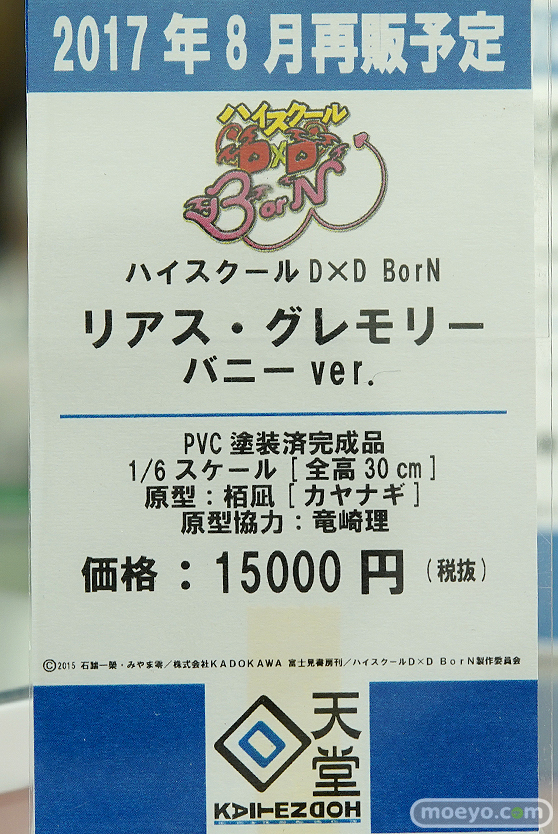 2017年8月再販予定
ハイスクール
D×D
BorN
ハイスクールD×D BorN
リアス・グレモリー
バニーver.
PVC塗装済完成品
1/6スケール[全高30cm]
原型：栢凪[カヤナギ]
原型協力：竜崎理
価格：15000円(税抜)
©2015 石踏一榮・みやま零／株式会社KADOKAWA 富士見書房刊／ハイスクールD×D BorN製作委員会
天堂
KAITENDOH
moeyo.com